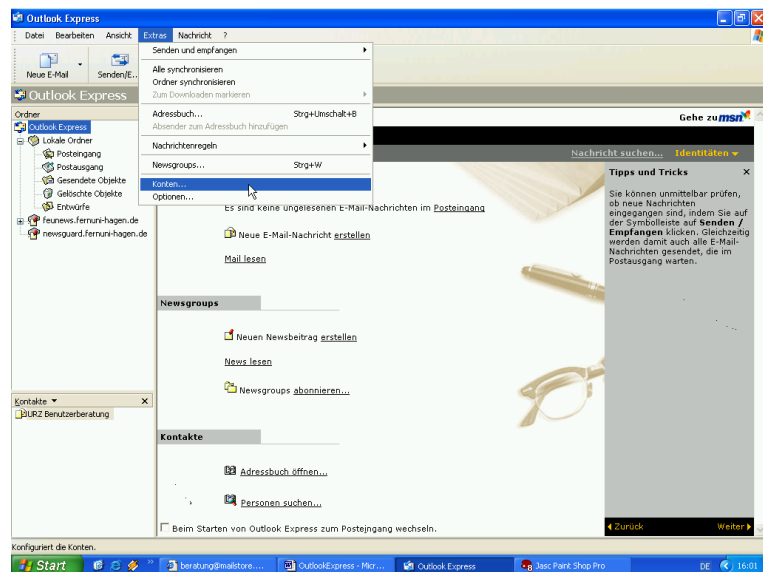 Outlook Express
Datei Bearbeiten Ansicht Extras Nachricht ?
Neue E-Mail Senden/E...
Senden und empfangen
Alle synchronisieren
Ordner synchronisieren
Zum Downloaden markieren
Adressbuch... Strg+Umschalt+B
Absender zum Adressbuch hinzufügen
Nachrichtenregeln
Newsgroups... Strg+W
Konten...
Optionen...
Outlook Express
Ordner
Outlook Express
Lokale Ordner
Posteingang
Postausgang
Gesendete Objekte
Gelöschte Objekte
Entwürfe
feunews.fernuni-hagen.de
newsguard.fernuni-hagen.de
Kontakte
URZ Benutzerberatung
Gehe zu msn
Nachricht suchen... Identitäten
Es sind keine ungelesenen E-Mail-Nachrichten im Posteingang
Neue E-Mail-Nachricht erstellen
Mail lesen
Newsgroups
Neuen Newsbeitrag erstellen
News lesen
Newsgroups abonnieren...
Kontakte
Adressbuch öffnen...
Personen suchen...
Beim Starten von Outlook Express zum Posteingang wechseln.
Tipps und Tricks
Sie können unmittelbar prüfen,
ob neue Nachrichten
eingegangen sind, indem Sie auf
der Symbolleiste auf Senden /
Empfangen klicken. Gleichzeitig
werden damit auch alle E-Mail-
Nachrichten gesendet, die im
Postausgang warten.
Zurück Weiter
Konfiguriert die Konten.
Start beratung@mailstore.... OutlookExpress - Micr... Outlook Express Jasc Paint Shop Pro DE 16:01